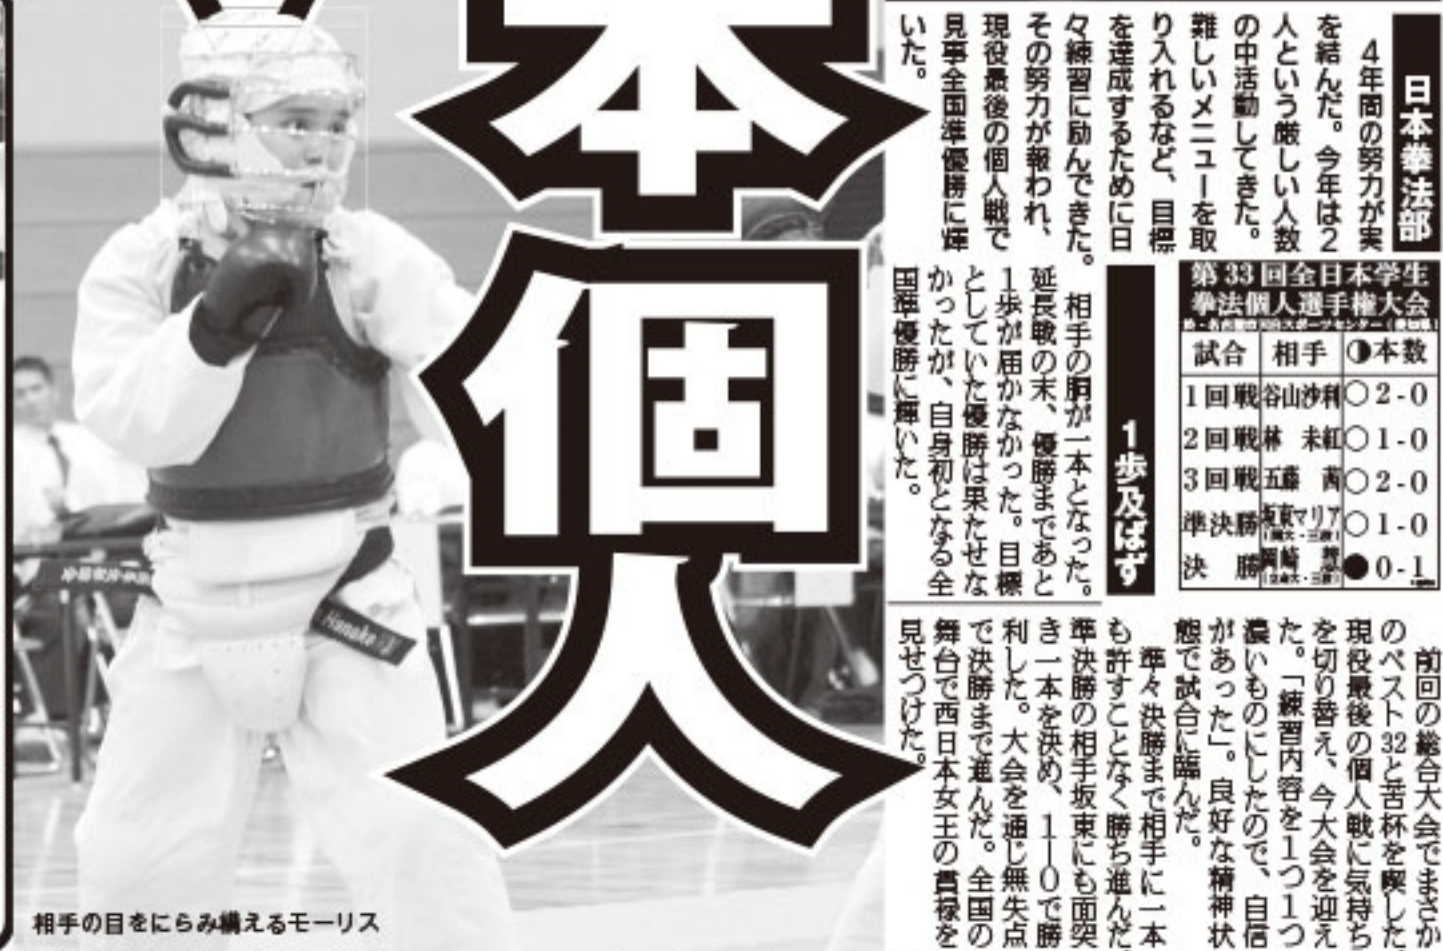 本個人
日本拳法部
４年間の努力が実
を結んだ。今年は２
人という厳しい人数
の中活動してきた。
難しいメニューを取
り入れるなど、目標
を達成するために日
々練習に励んできた。
その努力が報われ、
現役最後の個人戦で
見事全国準優勝に輝
いた。
第33回全日本学生
拳法個人選手権大会
試合 相手 ◑本数
1回戦 谷山沙利 ○2-0
2回戦 林 未紅 ○1-0
3回戦 五藤 茜 ○2-0
準決勝 坂東マリア ○1-0
決勝 岡崎 ●0-1
１歩及ばず
相手の胴が一本となった。
延長戦の末、優勝まであと
１歩が届かなかった。目標
としていた優勝は果たせな
かったが、自身初となる全
国準優勝に輝いた。
前回の総合大会でまさか
のベスト32と苦杯を喫した
現役最後の個人戦に気持ち
を切り替え、今大会を迎え
た。「練習内容を１つ１つ
濃いものにしたので、自信
があった」。良好な精神状
態で試合に臨んだ。
準々決勝まで相手に一本
も許すことなく勝ち進んだ
準決勝の相手坂東にも面突
き一本を決め、１―０で勝
利した。大会を通じ無失点
で決勝まで進んだ。全国の
舞台で西日本女王の貫禄を
見せつけた。
Hanako
相手の目をにらみ構えるモーリス